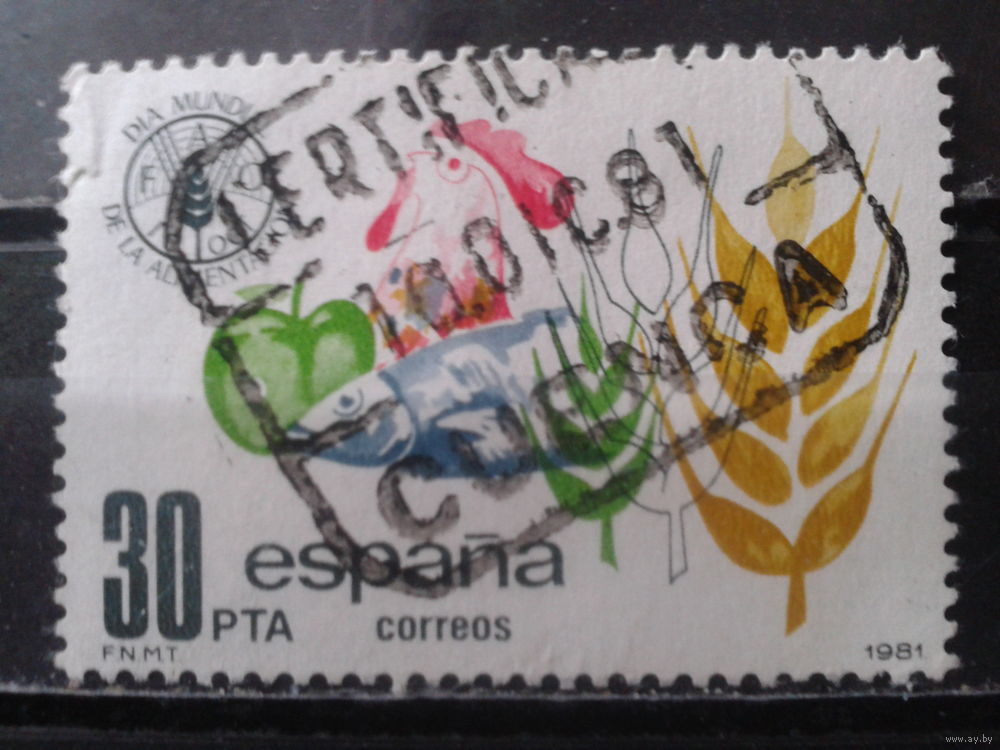 DIA MUNDIAL
DE LA ALIMENTACION
F A O
CERTIFICA
30 PTA
españa
correos
F.N.M.T.
1981
www.ay.by